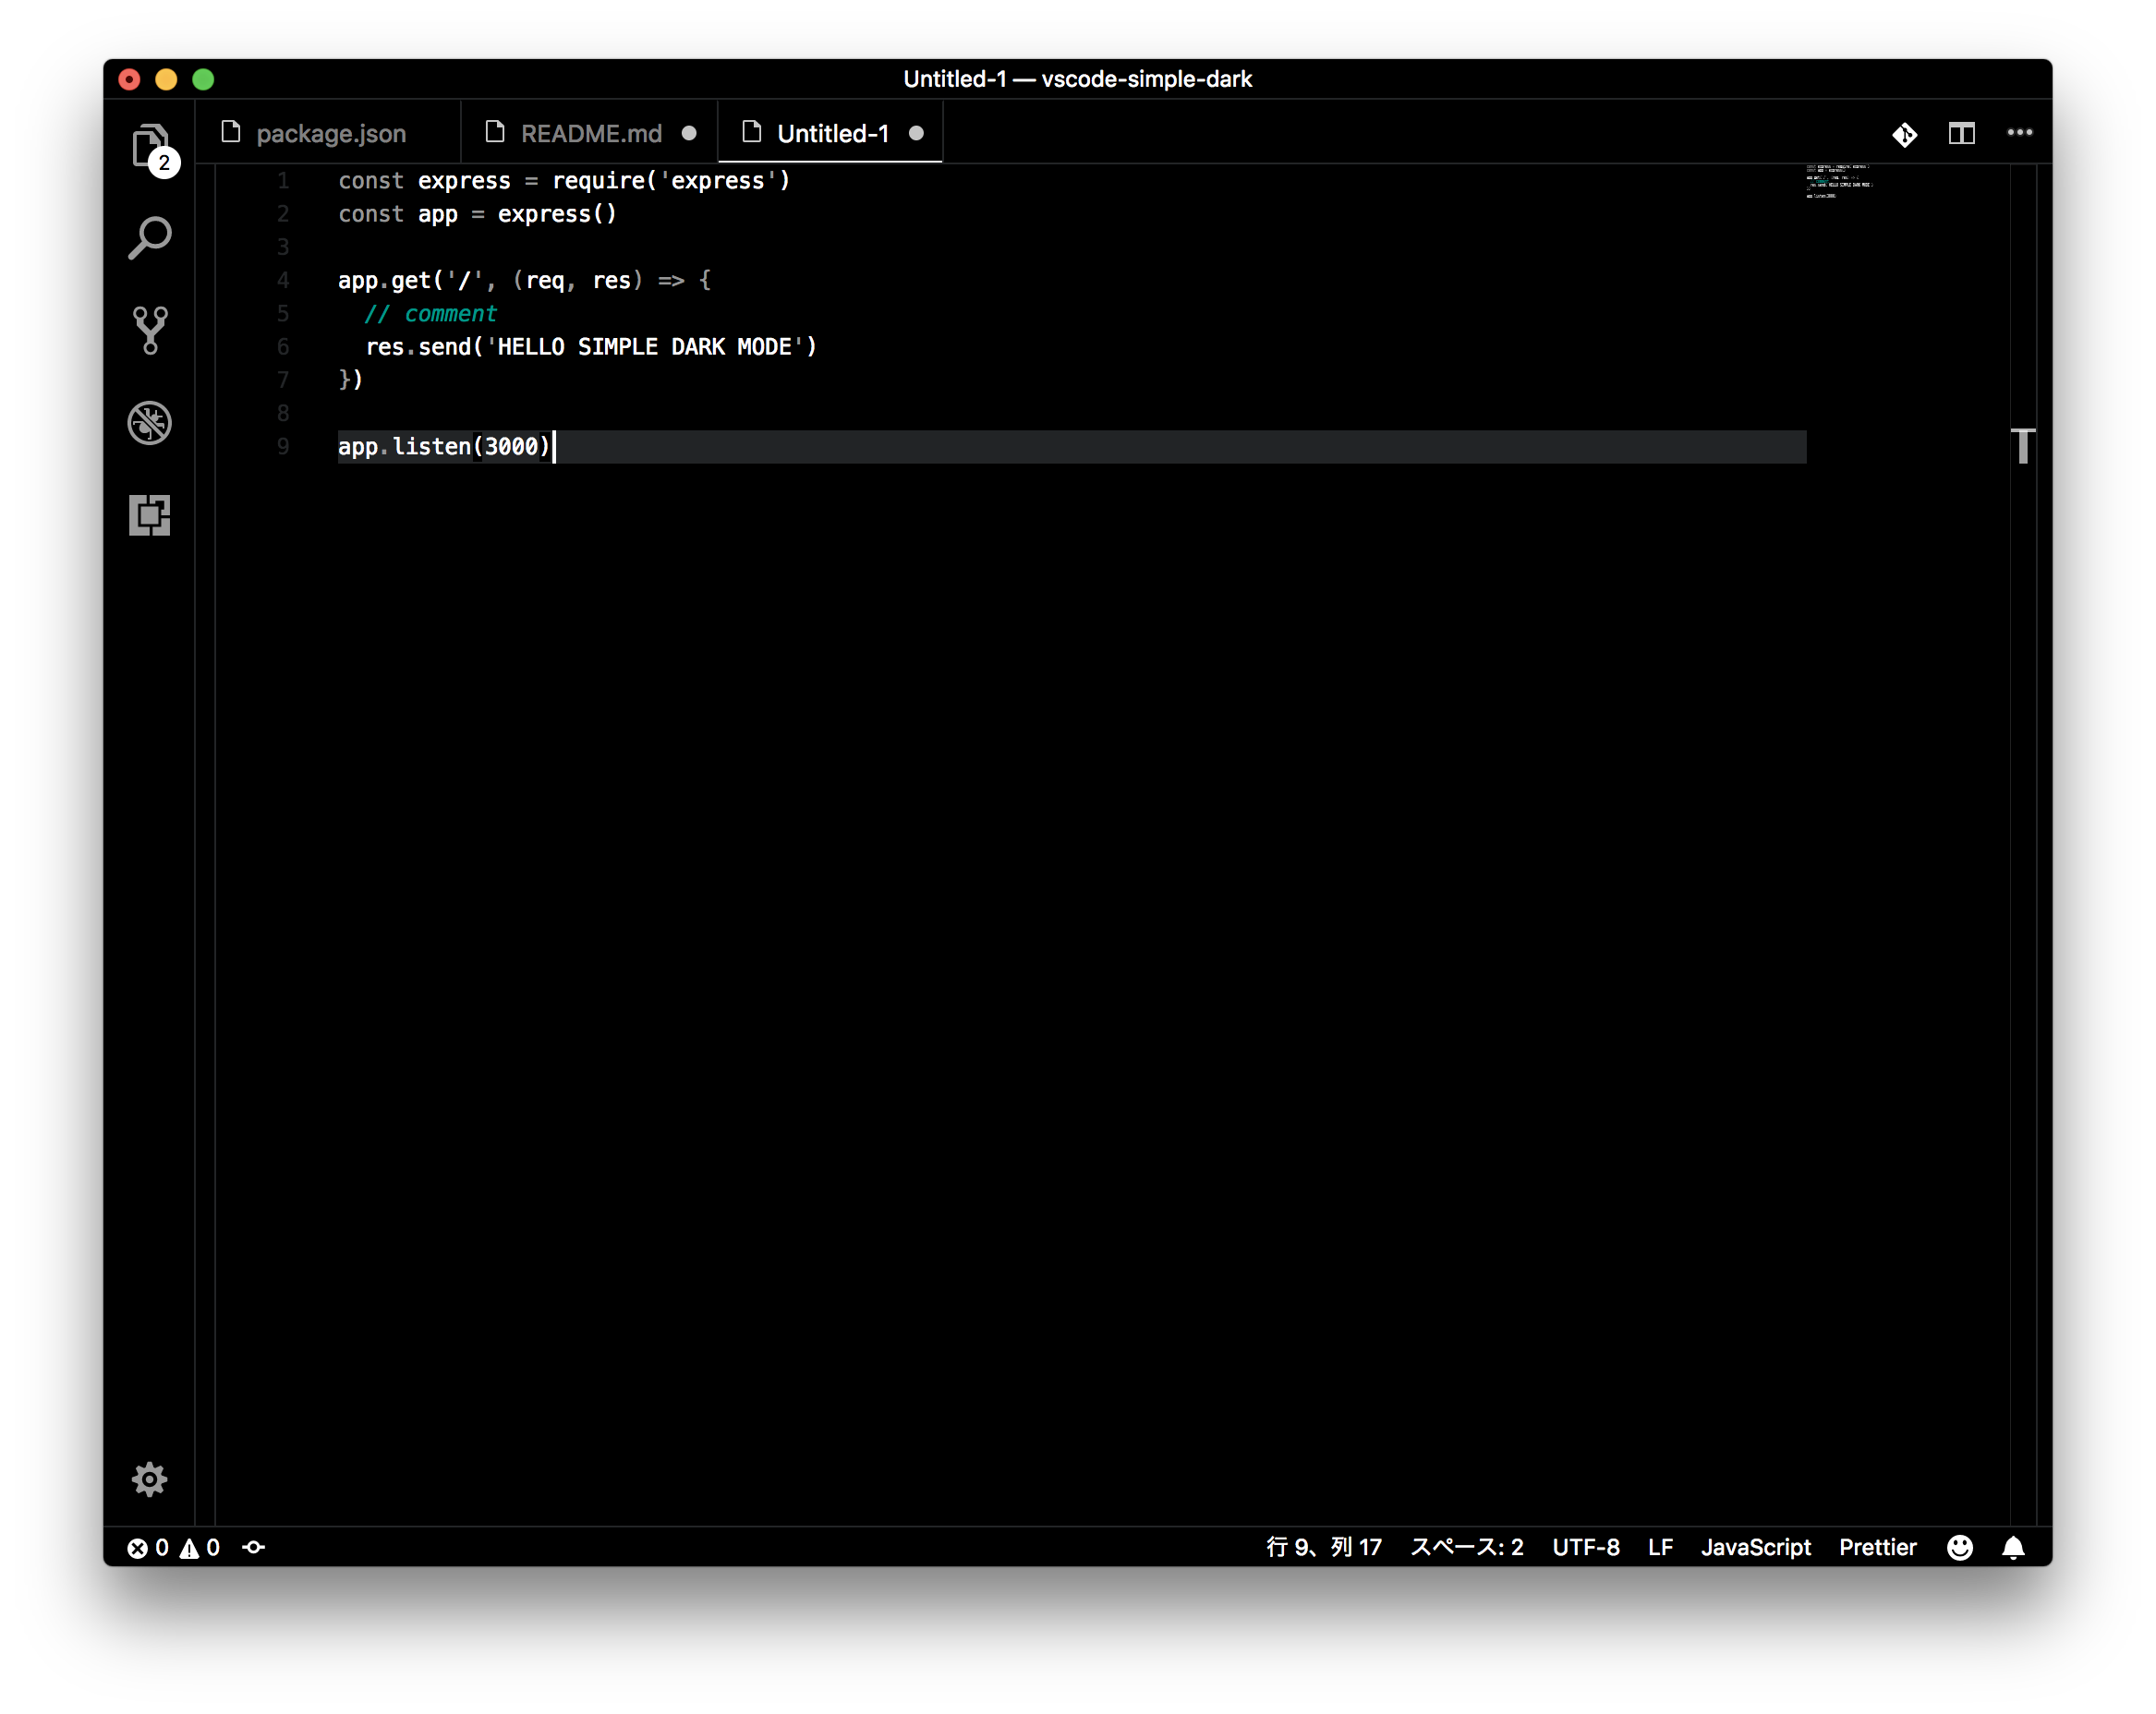 Untitled-1 — vscode-simple-dark
package.json README.md Untitled-1
2
1 const express = require('express')
2 const app = express()
3
4 app.get('/', (req, res) => {
5 // comment
6 res.send('HELLO SIMPLE DARK MODE')
7 })
8
9 app.listen(3000)
0 0 行 9、列 17 スペース: 2 UTF-8 LF JavaScript Prettier